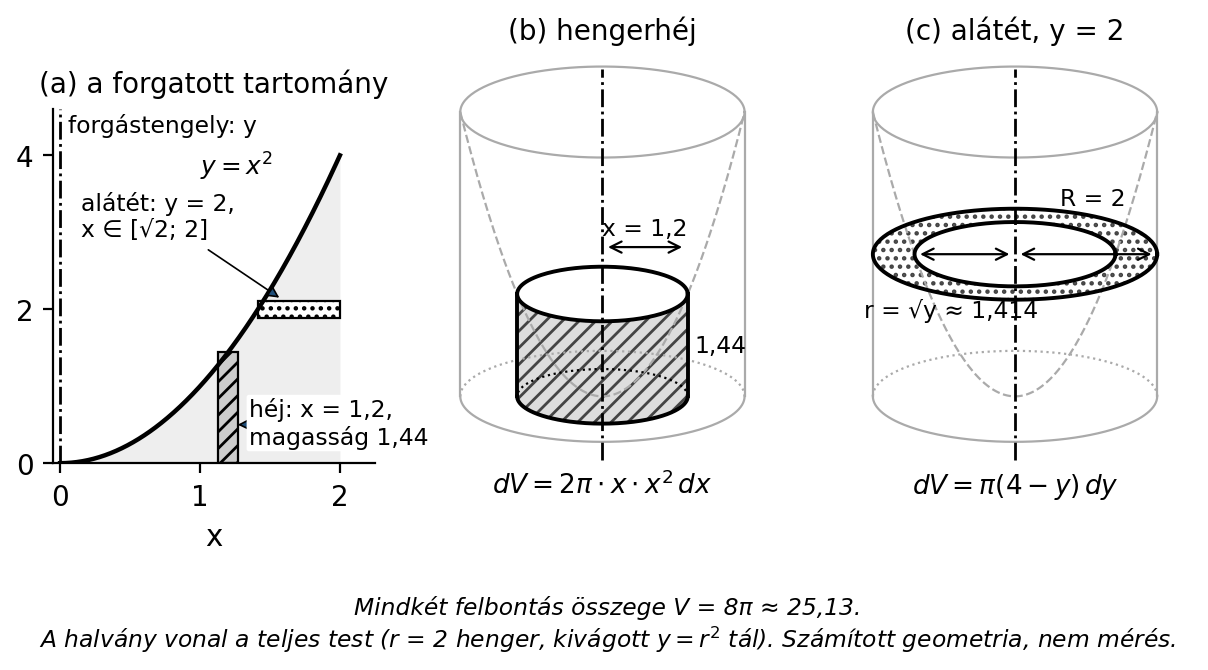 (a) a forgatott tartomány
forgástengely: y
y = x²
alátét: y = 2,
x ∈ [√2; 2]
héj: x = 1,2,
magasság 1,44
4
2
0
0 1 2
x
(b) hengerhéj
x = 1,2
1,44
dV = 2π · x · x² dx
(c) alátét, y = 2
R = 2
r = √y ≈ 1,414
dV = π(4 − y) dy
Mindkét felbontás összege V = 8π ≈ 25,13.
A halvány vonal a teljes test (r = 2 henger, kivágott y = r² tál). Számított geometria, nem mérés.